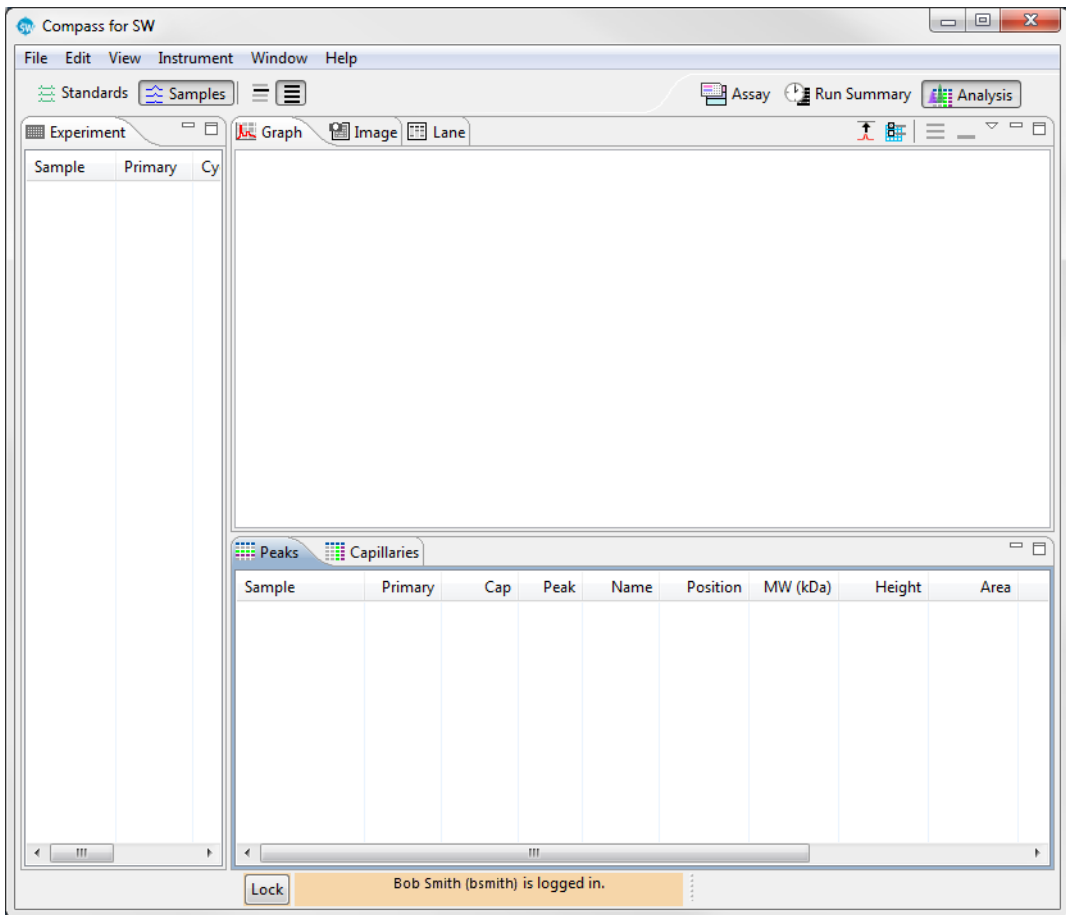 SW Compass for SW
File Edit View Instrument Window Help
Standards Samples Assay Run Summary Analysis
Experiment Graph Image Lane
Sample Primary Cy
Peaks Capillaries
Sample Primary Cap Peak Name Position MW (kDa) Height Area
Lock Bob Smith (bsmith) is logged in.